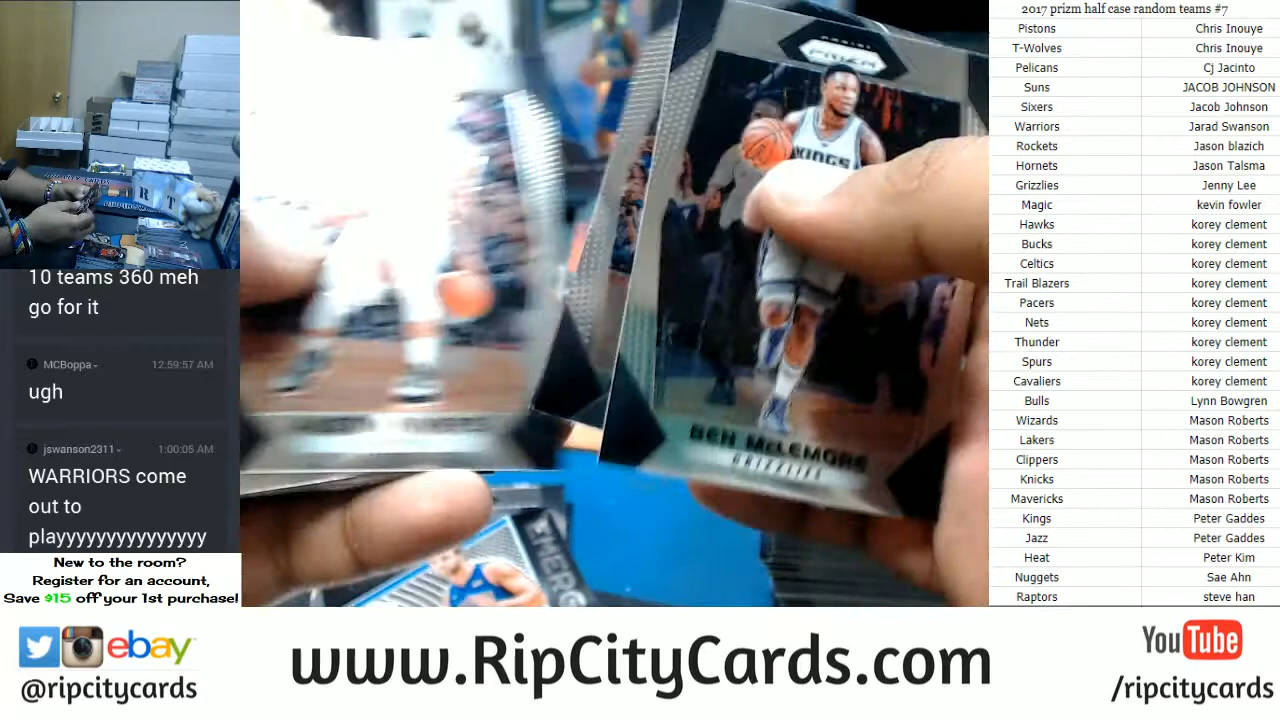 10 teams 360 meh
go for it
MCBoppa 12:59:57 AM
ugh
jswanson2311 1:00:05 AM
WARRIORS come
out to
playyyyyyyyyyyyyyy
New to the room?
Register for an account,
Save $15 off your 1st purchase!
PANINI
PRIZM
KINGS
BEN McLEMORE
GRIZZLIES
2017 prizm half case random teams #7
Pistons Chris Inouye
T-Wolves Chris Inouye
Pelicans Cj Jacinto
Suns JACOB JOHNSON
Sixers Jacob Johnson
Warriors Jarad Swanson
Rockets Jason blazich
Hornets Jason Talsma
Grizzlies Jenny Lee
Magic kevin fowler
Hawks korey clement
Bucks korey clement
Celtics korey clement
Trail Blazers korey clement
Pacers korey clement
Nets korey clement
Thunder korey clement
Spurs korey clement
Cavaliers korey clement
Bulls Lynn Bowgren
Wizards Mason Roberts
Lakers Mason Roberts
Clippers Mason Roberts
Knicks Mason Roberts
Mavericks Mason Roberts
Kings Peter Gaddes
Jazz Peter Gaddes
Heat Peter Kim
Nuggets Sae Ahn
Raptors steve han
ebay
@ripcitycards
www.RipCityCards.com
YouTube
/ripcitycards